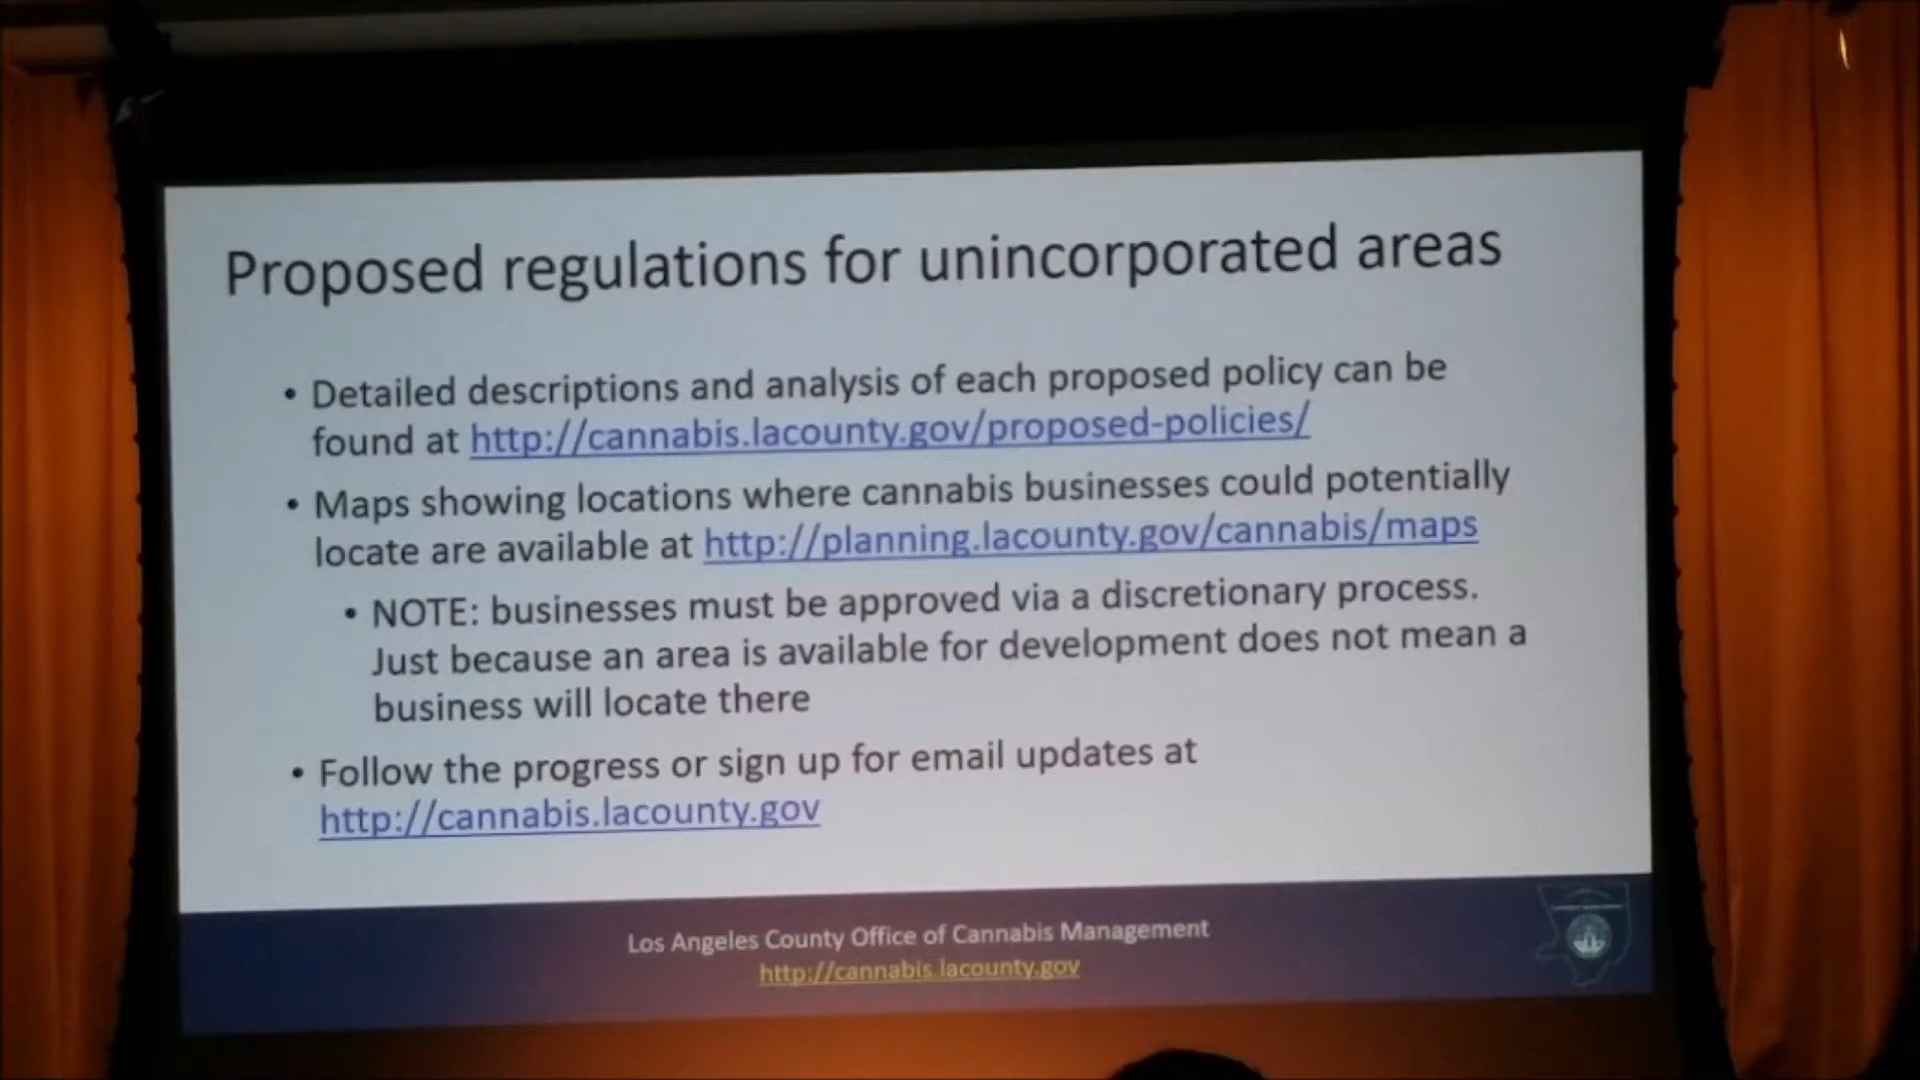 Proposed regulations for unincorporated areas
• Detailed descriptions and analysis of each proposed policy can be
found at http://cannabis.lacounty.gov/proposed-policies/
• Maps showing locations where cannabis businesses could potentially
locate are available at http://planning.lacounty.gov/cannabis/maps
• NOTE: businesses must be approved via a discretionary process.
Just because an area is available for development does not mean a
business will locate there
• Follow the progress or sign up for email updates at
http://cannabis.lacounty.gov
Los Angeles County Office of Cannabis Management
http://cannabis.lacounty.gov